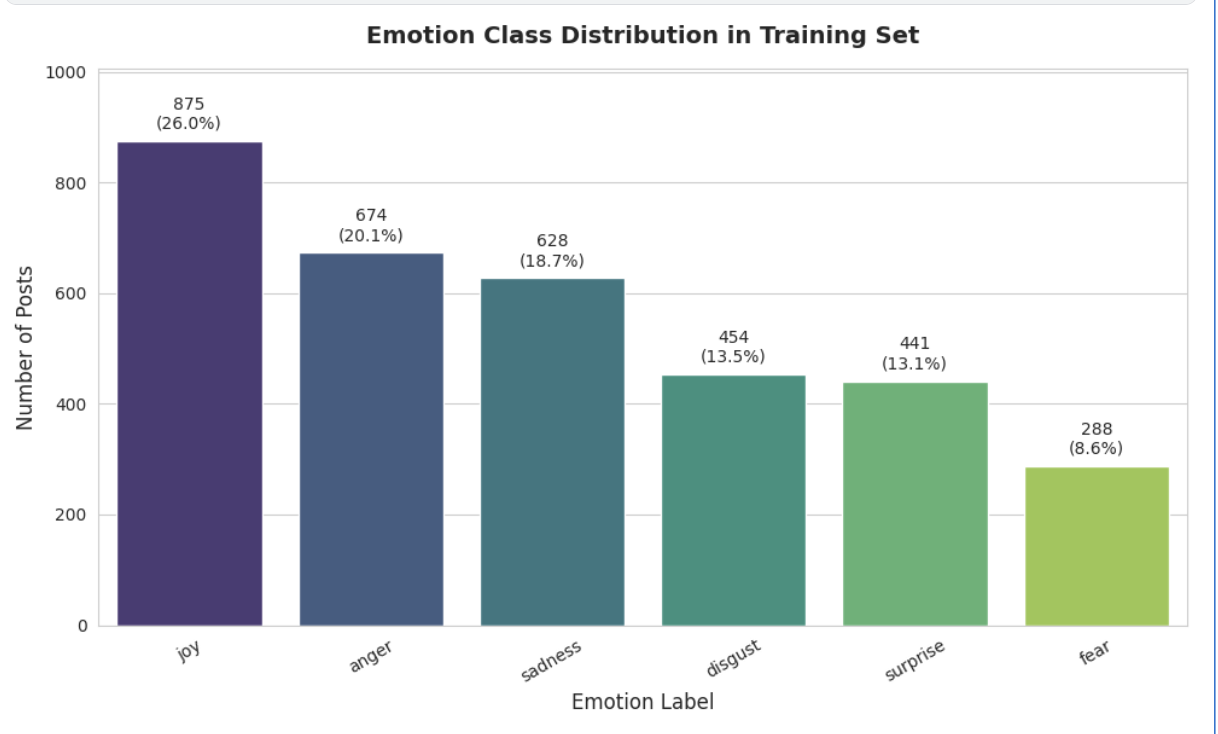 Emotion Class Distribution in Training Set
1000
800
600
400
200
0
Number of Posts
875
(26.0%)
674
(20.1%)
628
(18.7%)
454
(13.5%)
441
(13.1%)
288
(8.6%)
joy
anger
sadness
disgust
surprise
fear
Emotion Label